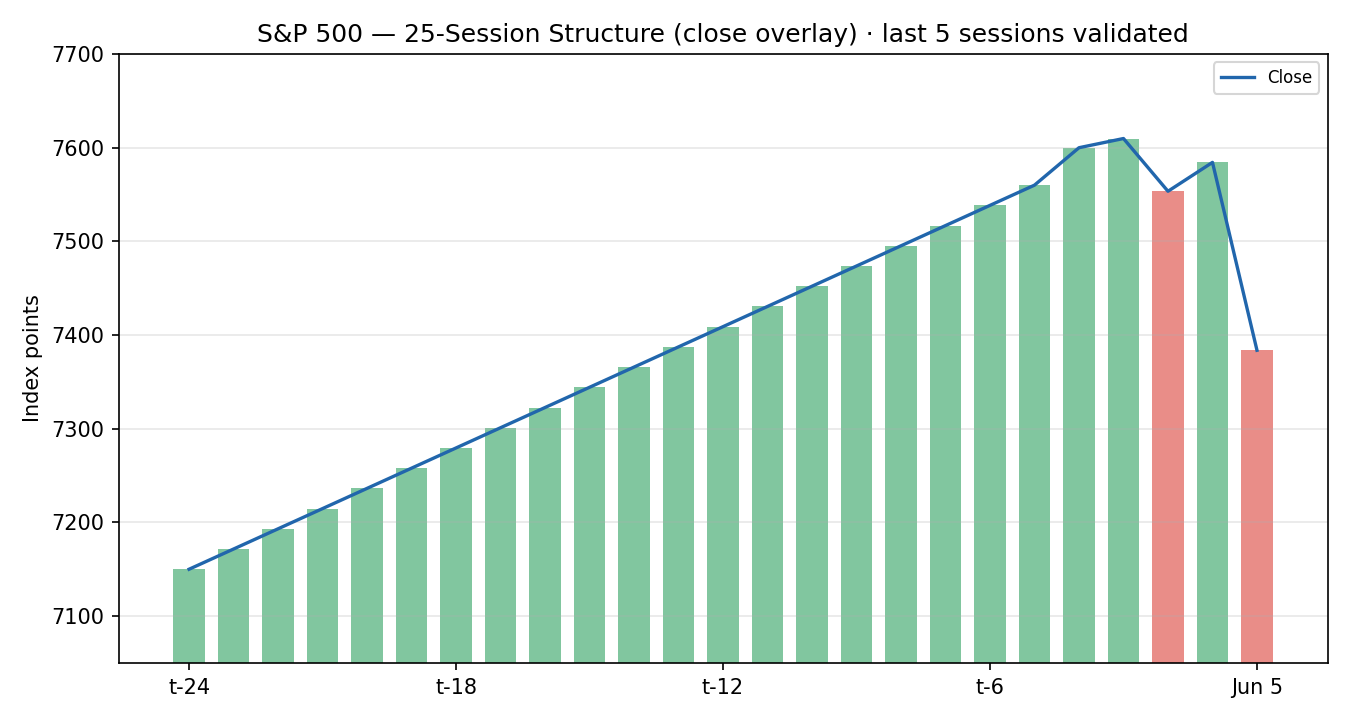 S&P 500 — 25-Session Structure (close overlay) · last 5 sessions validated
Close
Index points
7700
7600
7500
7400
7300
7200
7100
t-24
t-18
t-12
t-6
Jun 5